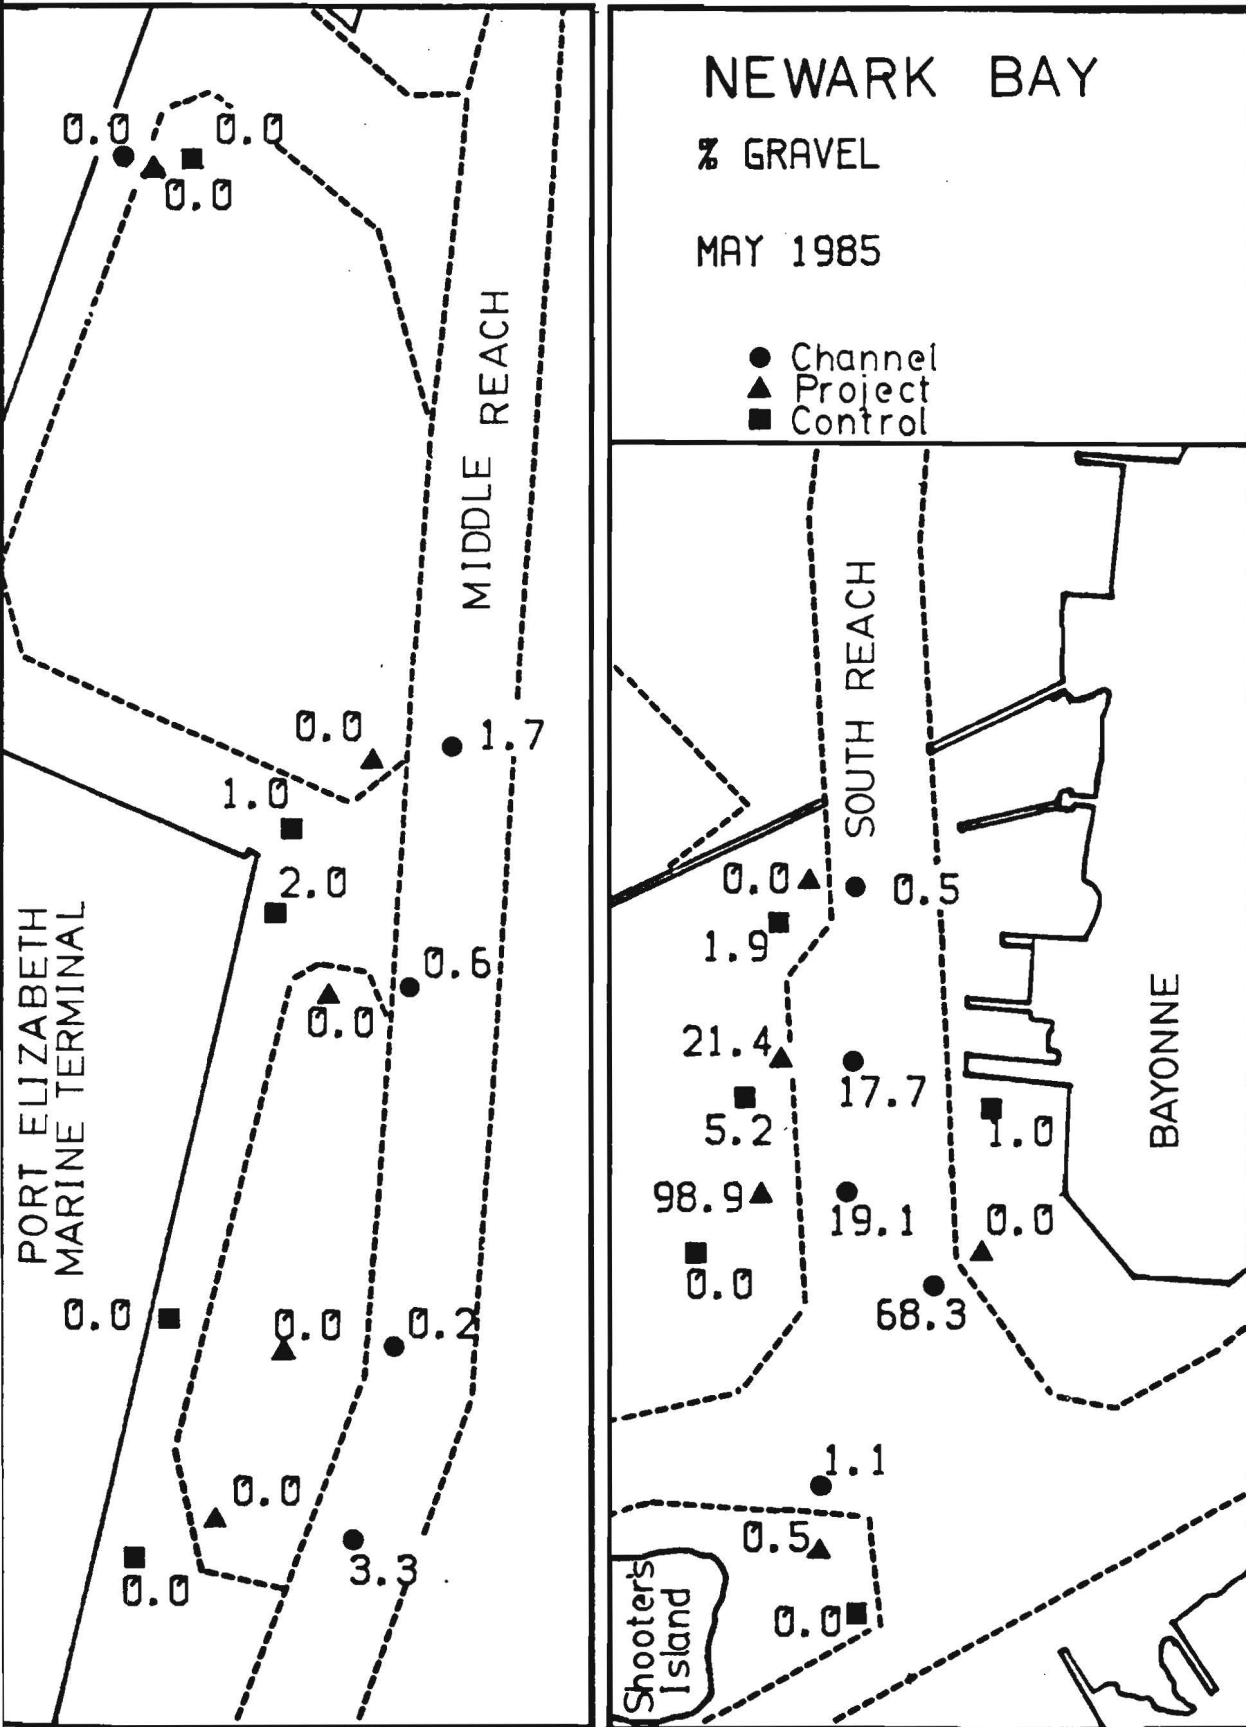 NEWARK BAY
% GRAVEL
MAY 1985
Channel
Project
Control
0.0
0.0
0.0
MIDDLE REACH
0.0
1.7
1.0
2.0
0.6
0.0
PORT ELIZABETH
MARINE TERMINAL
0.0
0.0
0.2
0.0
3.3
0.0
SOUTH REACH
0.0
0.5
1.9
21.4
17.7
5.2
1.0
BAYONNE
98.9
19.1
0.0
0.0
68.3
1.1
0.5
0.0
Shooter's
Island